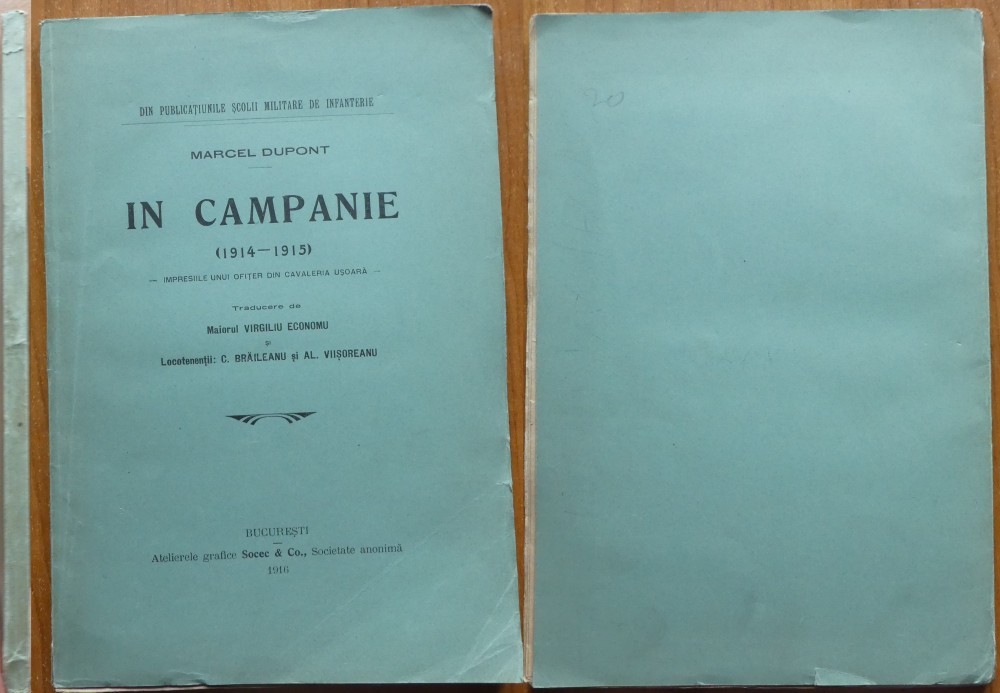 DIN PUBLICAȚIUNILE ȘCOLII MILITARE DE INFANTERIE
MARCEL DUPONT
IN CAMPANIE
(1914—1915)
— IMPRESIILE UNUI OFIȚER DIN CAVALERIA UȘOARĂ —
Traducere de
Maiorul VIRGILIU ECONOMU
și
Locotenenții: C. BRĂILEANU și AL. VIIȘOREANU
BUCUREȘTI
Atelierele grafice Socec & Co., Societate anonimă
1916
20